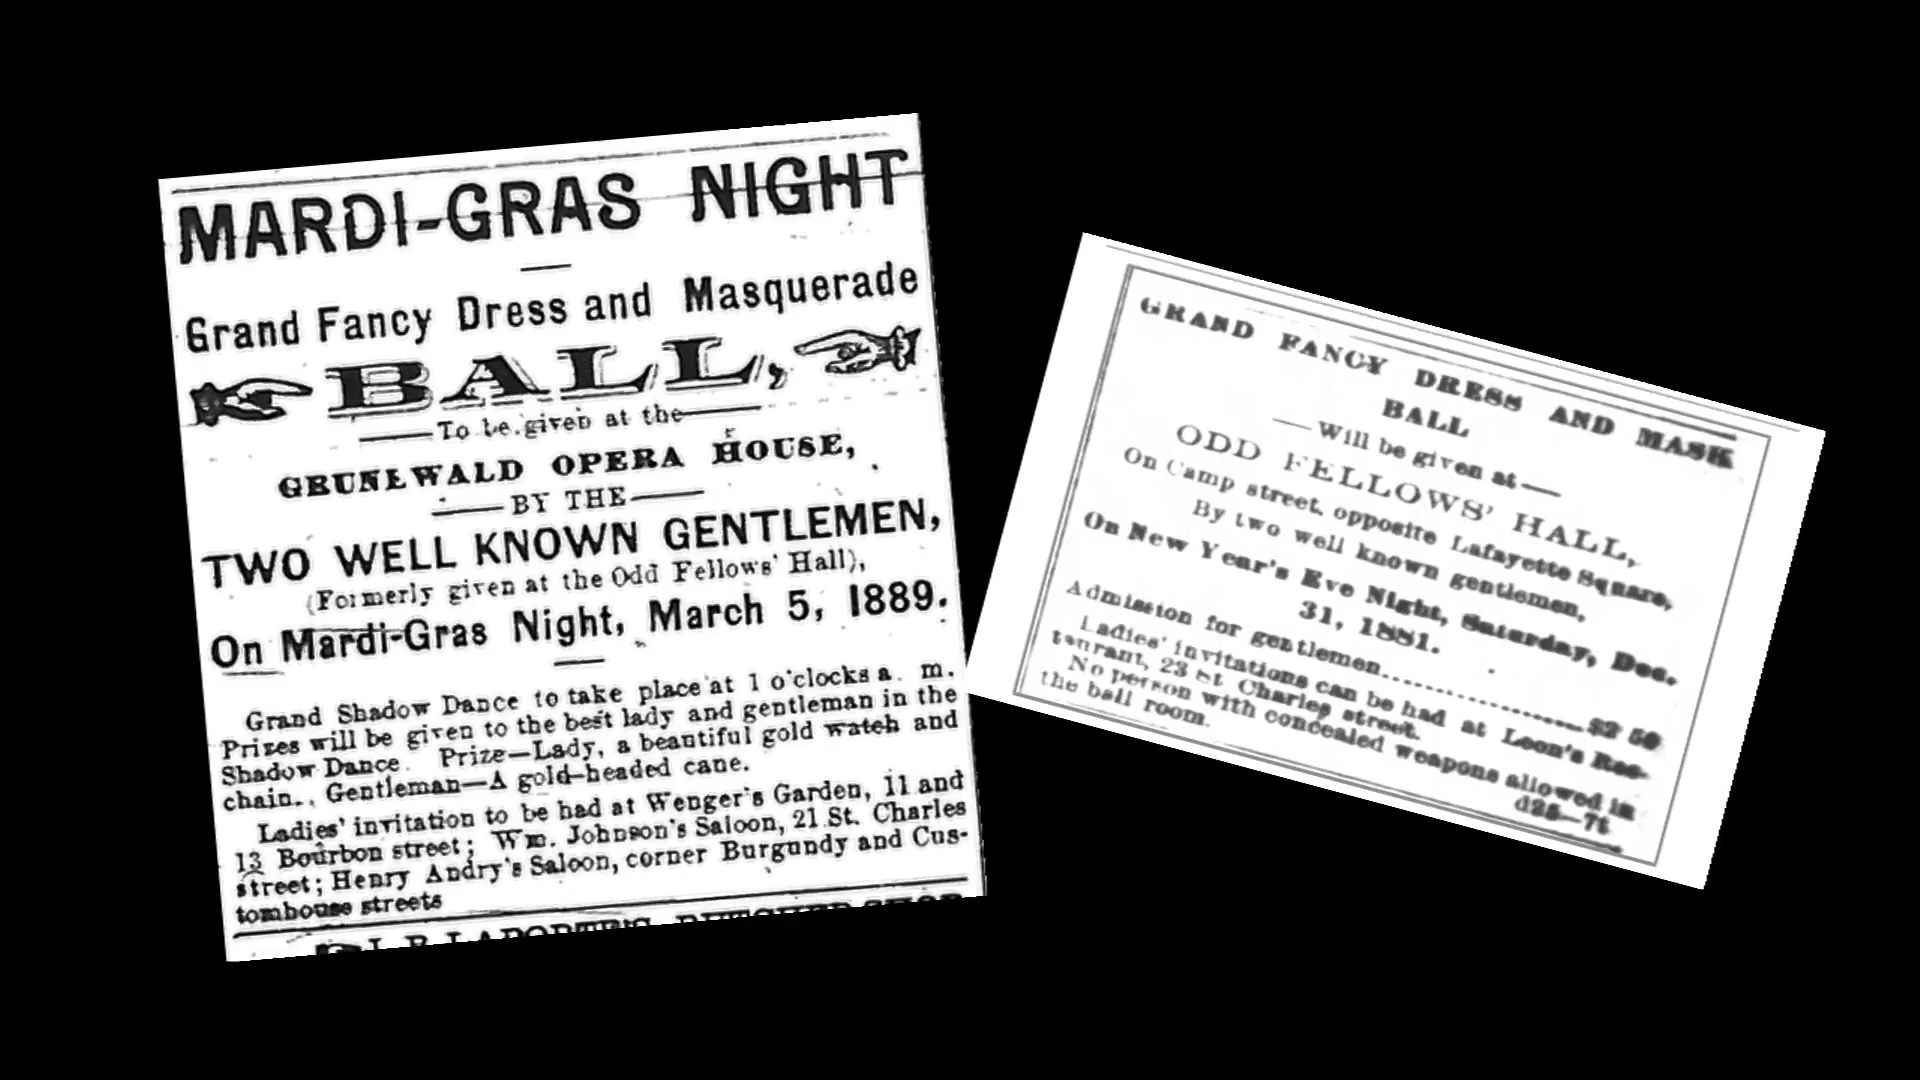 MARDI-GRAS NIGHT
Grand Fancy Dress and Masquerade
BALL,
To be given at the
GRUNEWALD OPERA HOUSE,
BY THE
TWO WELL KNOWN GENTLEMEN,
(Formerly given at the Odd Fellows' Hall),
On Mardi-Gras Night, March 5, 1889.
Grand Shadow Dance to take place at 1 o'clocks a. m.
Prizes will be given to the best lady and gentleman in the
Shadow Dance. Prize—Lady, a beautiful gold watch and
chain.. Gentleman—A gold-headed cane.
Ladies' invitation to be had at Wenger's Garden, 11 and
13 Bourbon street; Wm. Johnson's Saloon, 21 St. Charles
street; Henry Andry's Saloon, corner Burgundy and Cus-
tomhouse streets
GRAND FANCY DRESS AND MASK
BALL
—Will be given at—
ODD FELLOWS' HALL,
On Camp street, opposite Lafayette Square,
By two well known gentlemen,
On New Year's Eve Night, Saturday, Dec.
31, 1881.
Admission for gentlemen..................$2 50
Ladies' invitations can be had at Leon's Res-
taurant, 23 St Charles street.
No person with concealed weapons allowed in
the ball room.
d25—7t